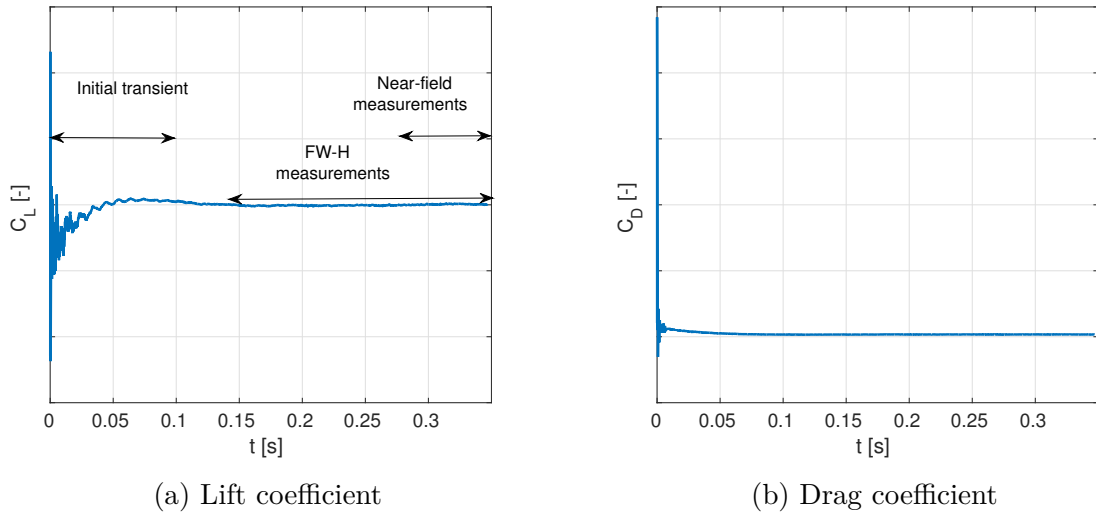 Initial transient
Near-field
measurements
FW-H
measurements
C_L [-]
0 0.05 0.1 0.15 0.2 0.25 0.3
t [s]
(a) Lift coefficient
C_D [-]
0 0.05 0.1 0.15 0.2 0.25 0.3
t [s]
(b) Drag coefficient